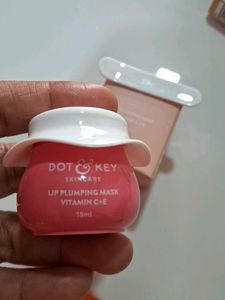 DOT & KEY
SKINCARE
LIP PLUMPING MASK
VITAMIN C+E
15ml